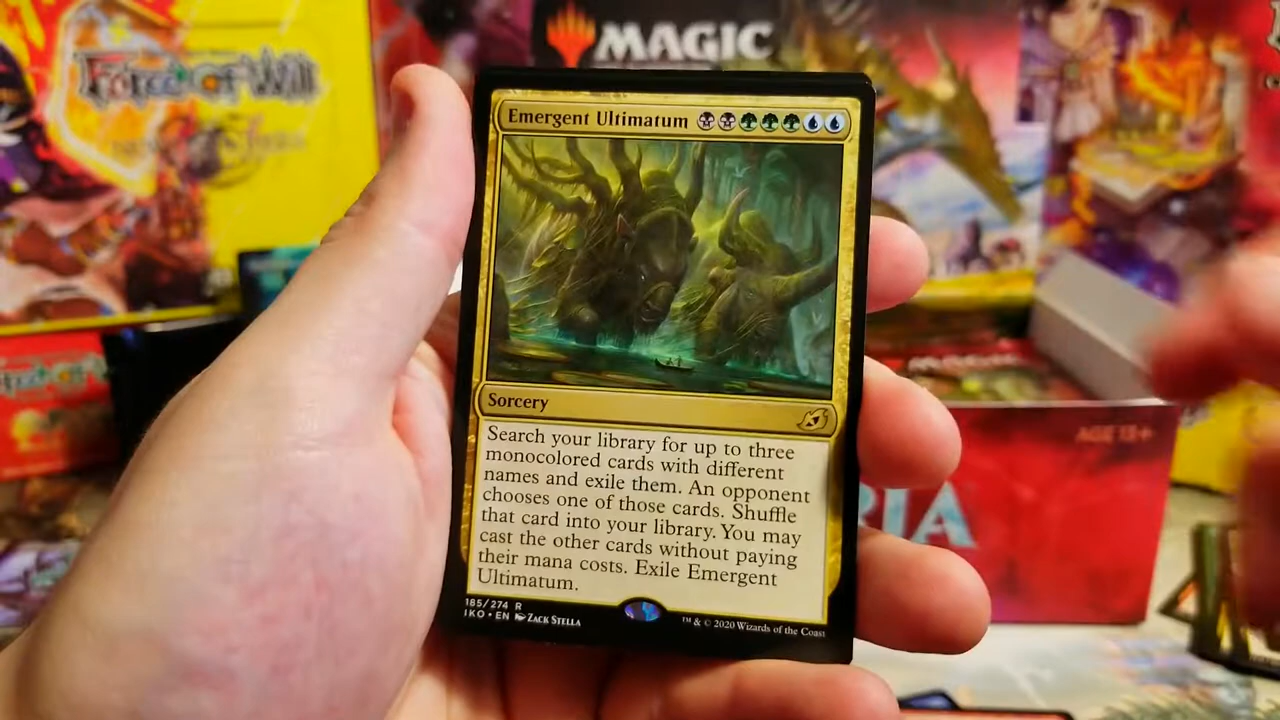 Force Of Will
MAGIC
Emergent Ultimatum
Sorcery
Search your library for up to three
monocolored cards with different
names and exile them. An opponent
chooses one of those cards. Shuffle
that card into your library. You may
cast the other cards without paying
their mana costs. Exile Emergent
Ultimatum.
185/274 R
IKO • EN ZACK STELLA
™ & © 2020 Wizards of the Coast
AGE 13+
RIA